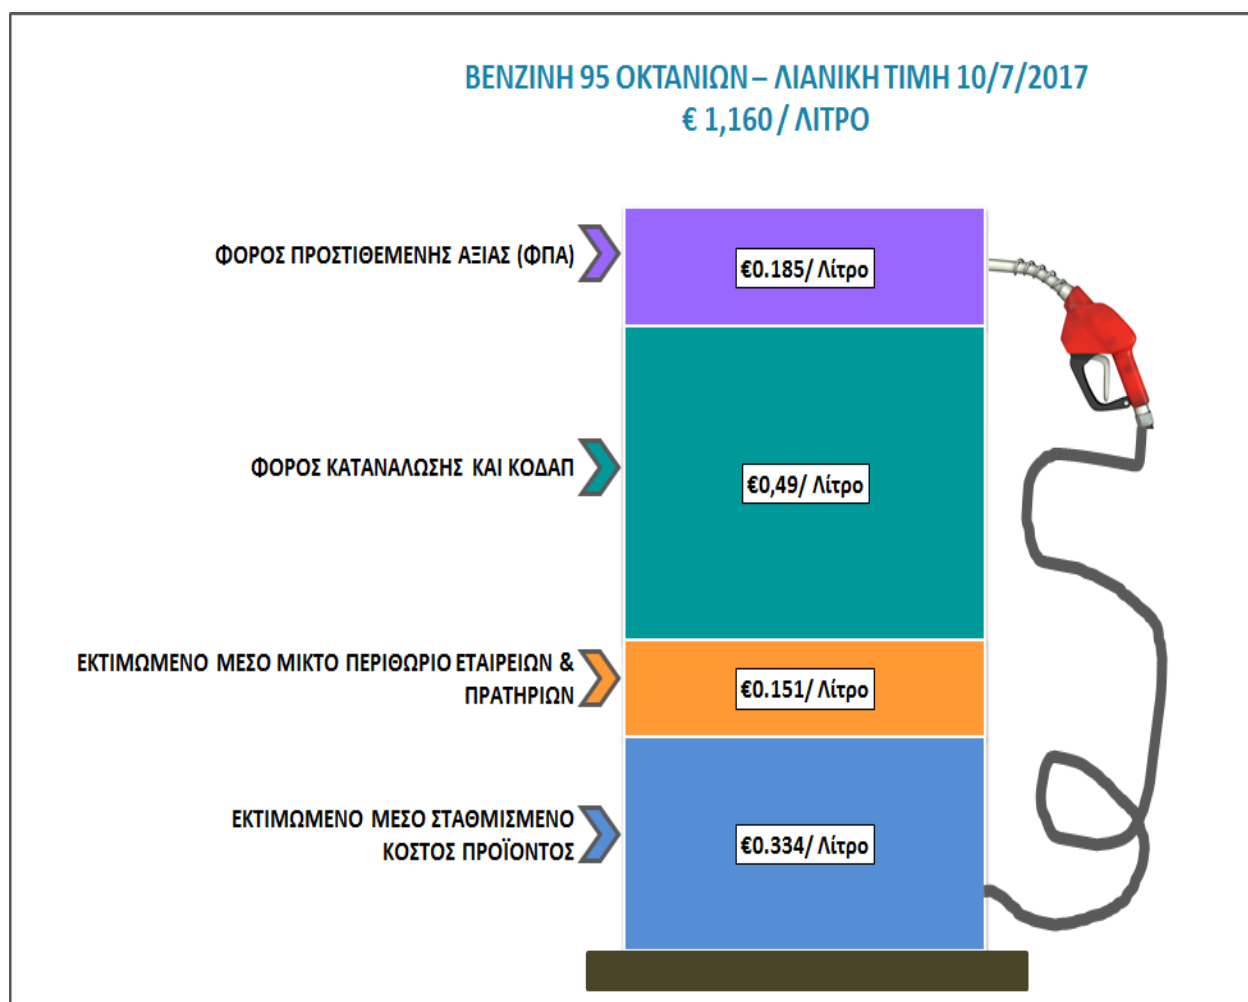 ΒΕΝΖΙΝΗ 95 ΟΚΤΑΝΙΩΝ – ΛΙΑΝΙΚΗ ΤΙΜΗ 10/7/2017
€ 1,160 / ΛΙΤΡΟ
ΦΟΡΟΣ ΠΡΟΣΤΙΘΕΜΕΝΗΣ ΑΞΙΑΣ (ΦΠΑ)
€0.185/ Λίτρο
ΦΟΡΟΣ ΚΑΤΑΝΑΛΩΣΗΣ ΚΑΙ ΚΟΔΑΠ
€0,49/ Λίτρο
ΕΚΤΙΜΩΜΕΝΟ ΜΕΣΟ ΜΙΚΤΟ ΠΕΡΙΘΩΡΙΟ ΕΤΑΙΡΕΙΩΝ &
ΠΡΑΤΗΡΙΩΝ
€0.151/ Λίτρο
ΕΚΤΙΜΩΜΕΝΟ ΜΕΣΟ ΣΤΑΘΜΙΣΜΕΝΟ
ΚΟΣΤΟΣ ΠΡΟΪΟΝΤΟΣ
€0.334/ Λίτρο